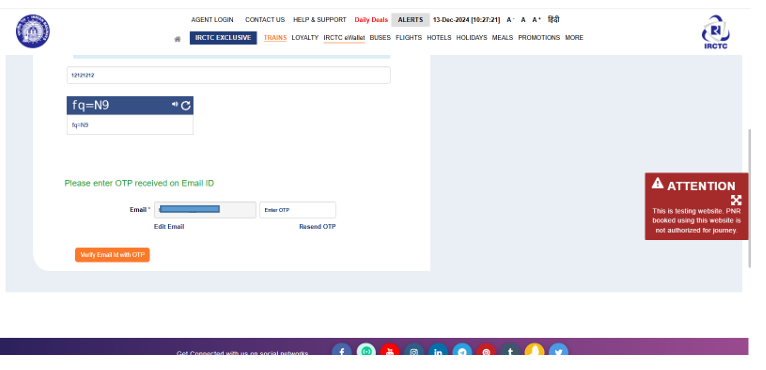 AGENT LOGIN CONTACT US HELP & SUPPORT Daily Deals ALERTS 13-Dec-2024 [10:27:21] A- A A+ हिंदी
IRCTC EXCLUSIVE TRAINS LOYALTY IRCTC eWallet BUSES FLIGHTS HOTELS HOLIDAYS MEALS PROMOTIONS MORE
IRCTC
12121212
fq=N9
fq=N9
Please enter OTP received on Email ID
Email * Enter OTP
Edit Email Resend OTP
Verify Email Id with OTP
ATTENTION
This is testing website. PNR
booked using this website is
not authorized for journey.
Get Connected with us on social networks